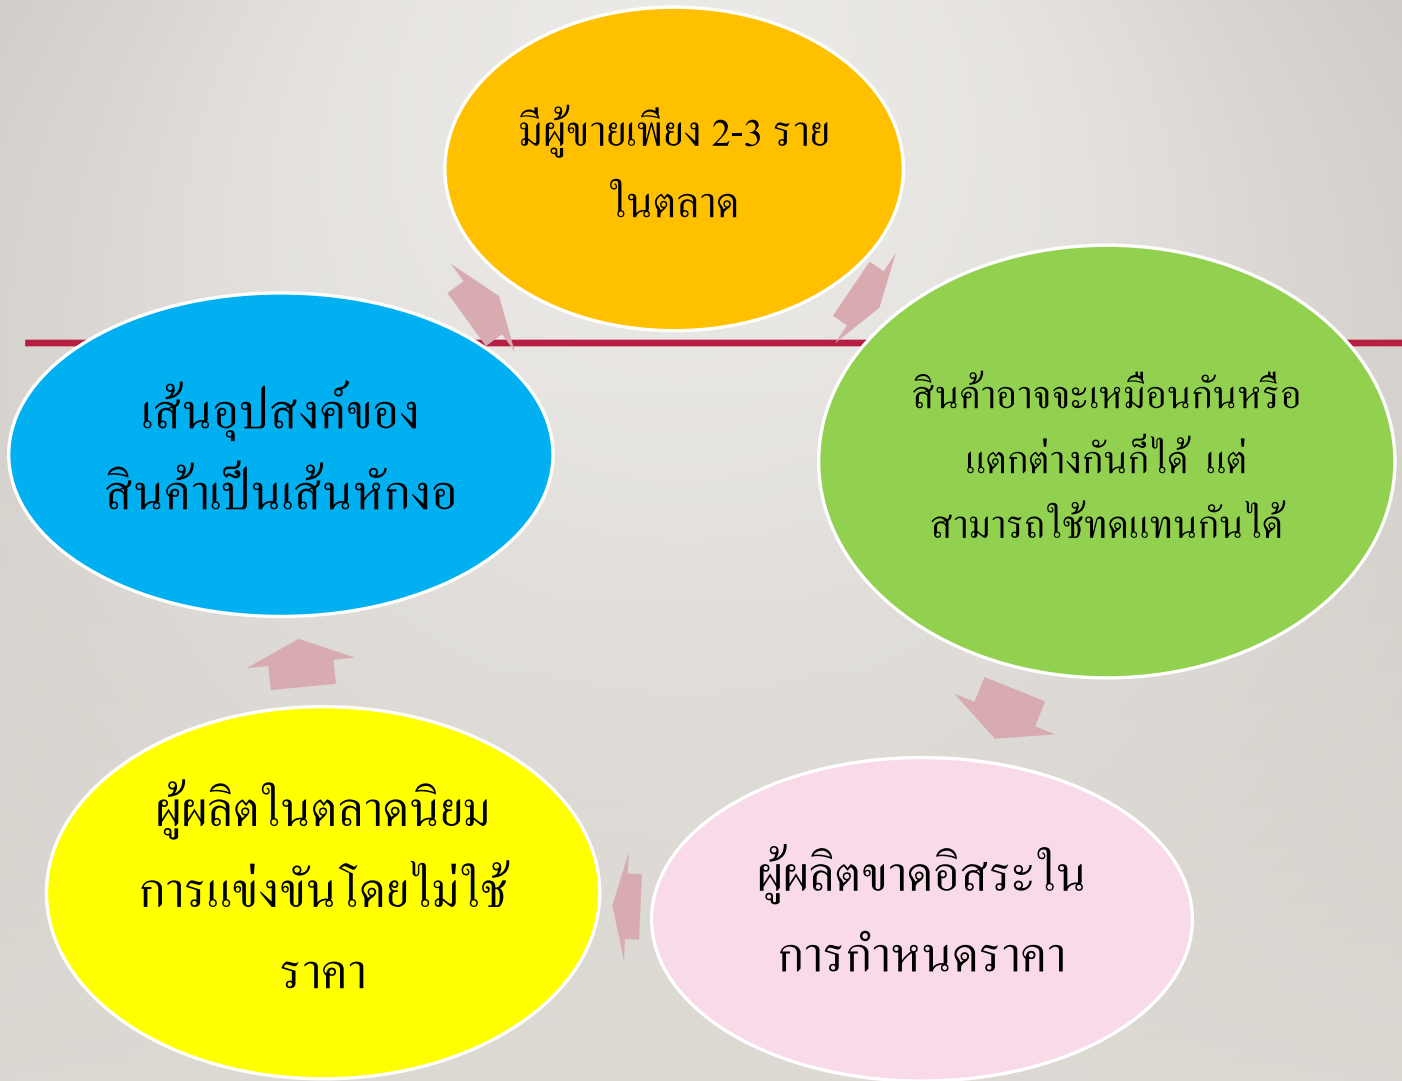 มีผู้ขายเพียง 2-3 ราย
ในตลาด
สินค้าอาจจะเหมือนกันหรือ
แตกต่างกันก็ได้ แต่
สามารถใช้ทดแทนกันได้
ผู้ผลิตขาดอิสระใน
การกำหนดราคา
ผู้ผลิตในตลาดนิยม
การแข่งขันโดยไม่ใช้
ราคา
เส้นอุปสงค์ของ
สินค้าเป็นเส้นหักงอ